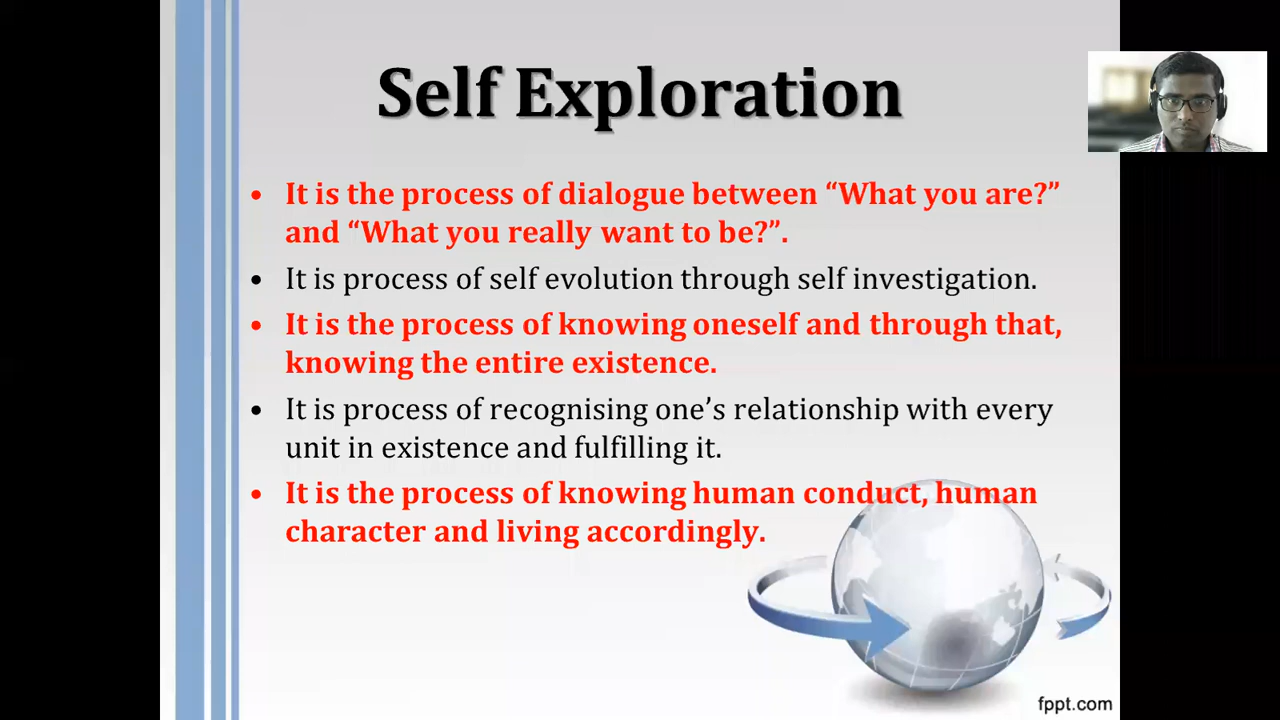 Self Exploration
• It is the process of dialogue between “What you are?”
and “What you really want to be?”.
• It is process of self evolution through self investigation.
• It is the process of knowing oneself and through that,
knowing the entire existence.
• It is process of recognising one’s relationship with every
unit in existence and fulfilling it.
• It is the process of knowing human conduct, human
character and living accordingly.
fppt.com